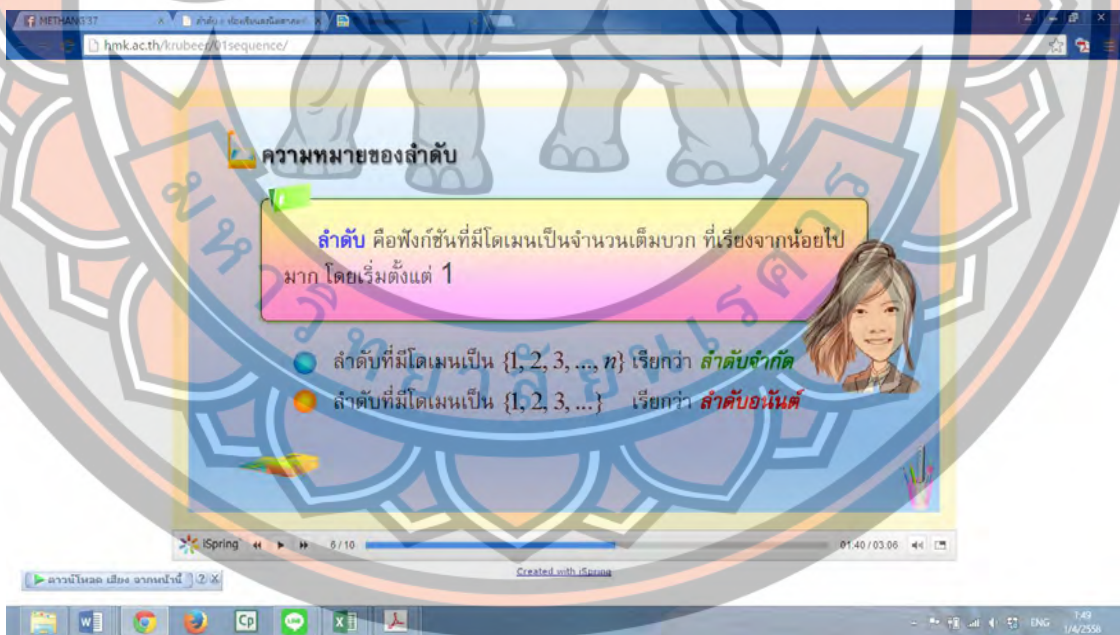 METHANG37
hmk.ac.th/krubeer/01sequence/
ความหมายของลำดับ
ลำดับ คือฟังก์ชันที่มีโดเมนเป็นจำนวนเต็มบวก ที่เรียงจากน้อยไป
มาก โดยเริ่มตั้งแต่ 1
ลำดับที่มีโดเมนเป็น {1, 2, 3, ..., n} เรียกว่า ลำดับจำกัด
ลำดับที่มีโดเมนเป็น {1, 2, 3, ...} เรียกว่า ลำดับอนันต์
iSpring 6/10 01.40 / 03.06
Created with iSpring
ดาวน์โหลด เสียง จากหน้านี้ ? X
Cp LINE ENG 1:49
1/4/2558